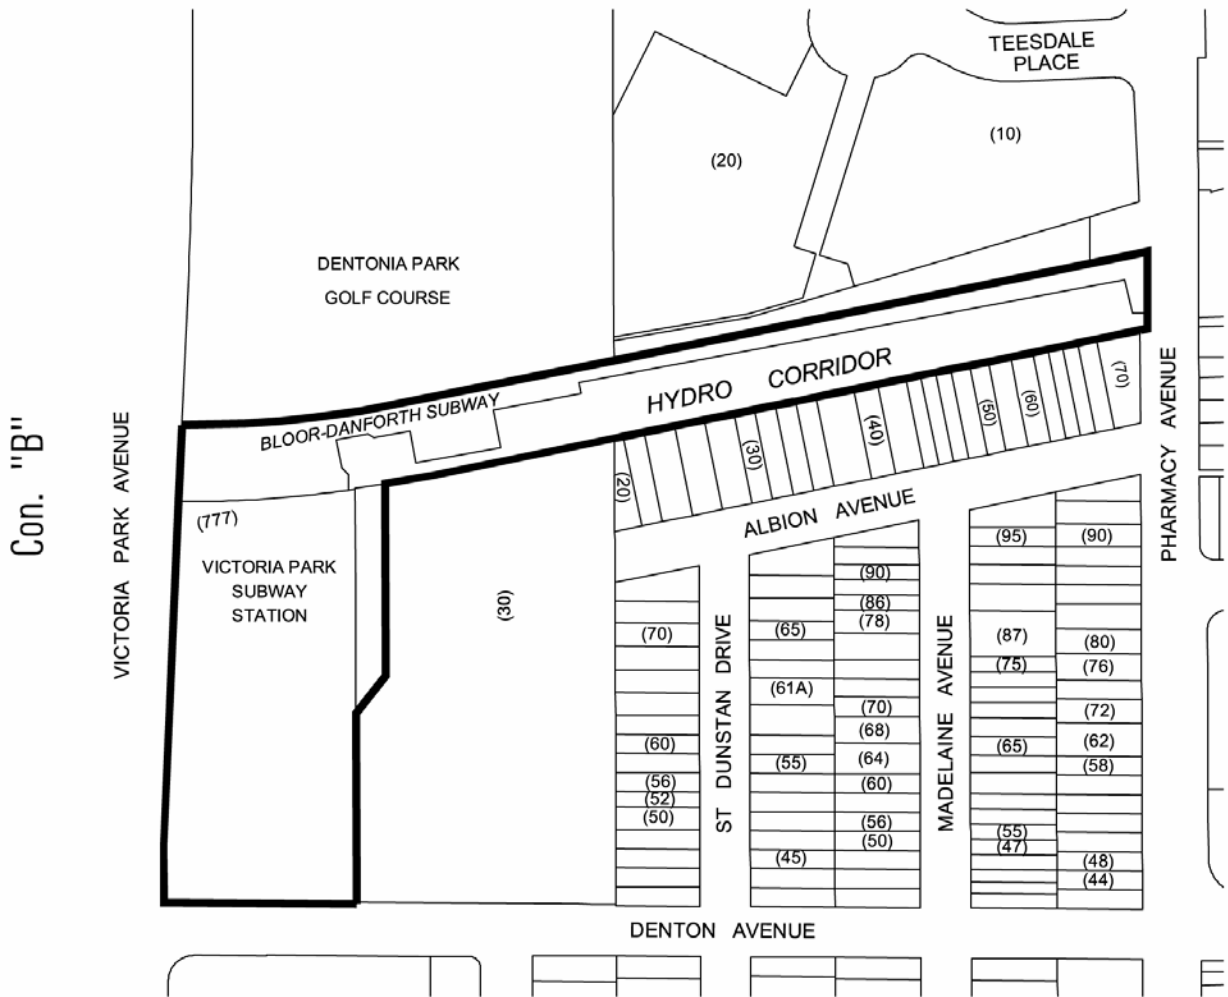 TEESDALE
PLACE
(10)
(20)
DENTONIA PARK
GOLF COURSE
HYDRO CORRIDOR
BLOOR-DANFORTH SUBWAY
Con. "B"
VICTORIA PARK AVENUE
PHARMACY AVENUE
(70)
(60)
(50)
(40)
(30)
(20)
ALBION AVENUE
(777)
VICTORIA PARK
SUBWAY
STATION
(30)
(70)
(60)
(56)
(52)
(50)
ST DUNSTAN DRIVE
(65)
(61A)
(55)
(45)
(90)
(86)
(78)
(70)
(68)
(64)
(60)
(56)
(50)
MADELAINE AVENUE
(95)
(87)
(75)
(65)
(55)
(47)
(90)
(80)
(76)
(72)
(62)
(58)
(48)
(44)
DENTON AVENUE